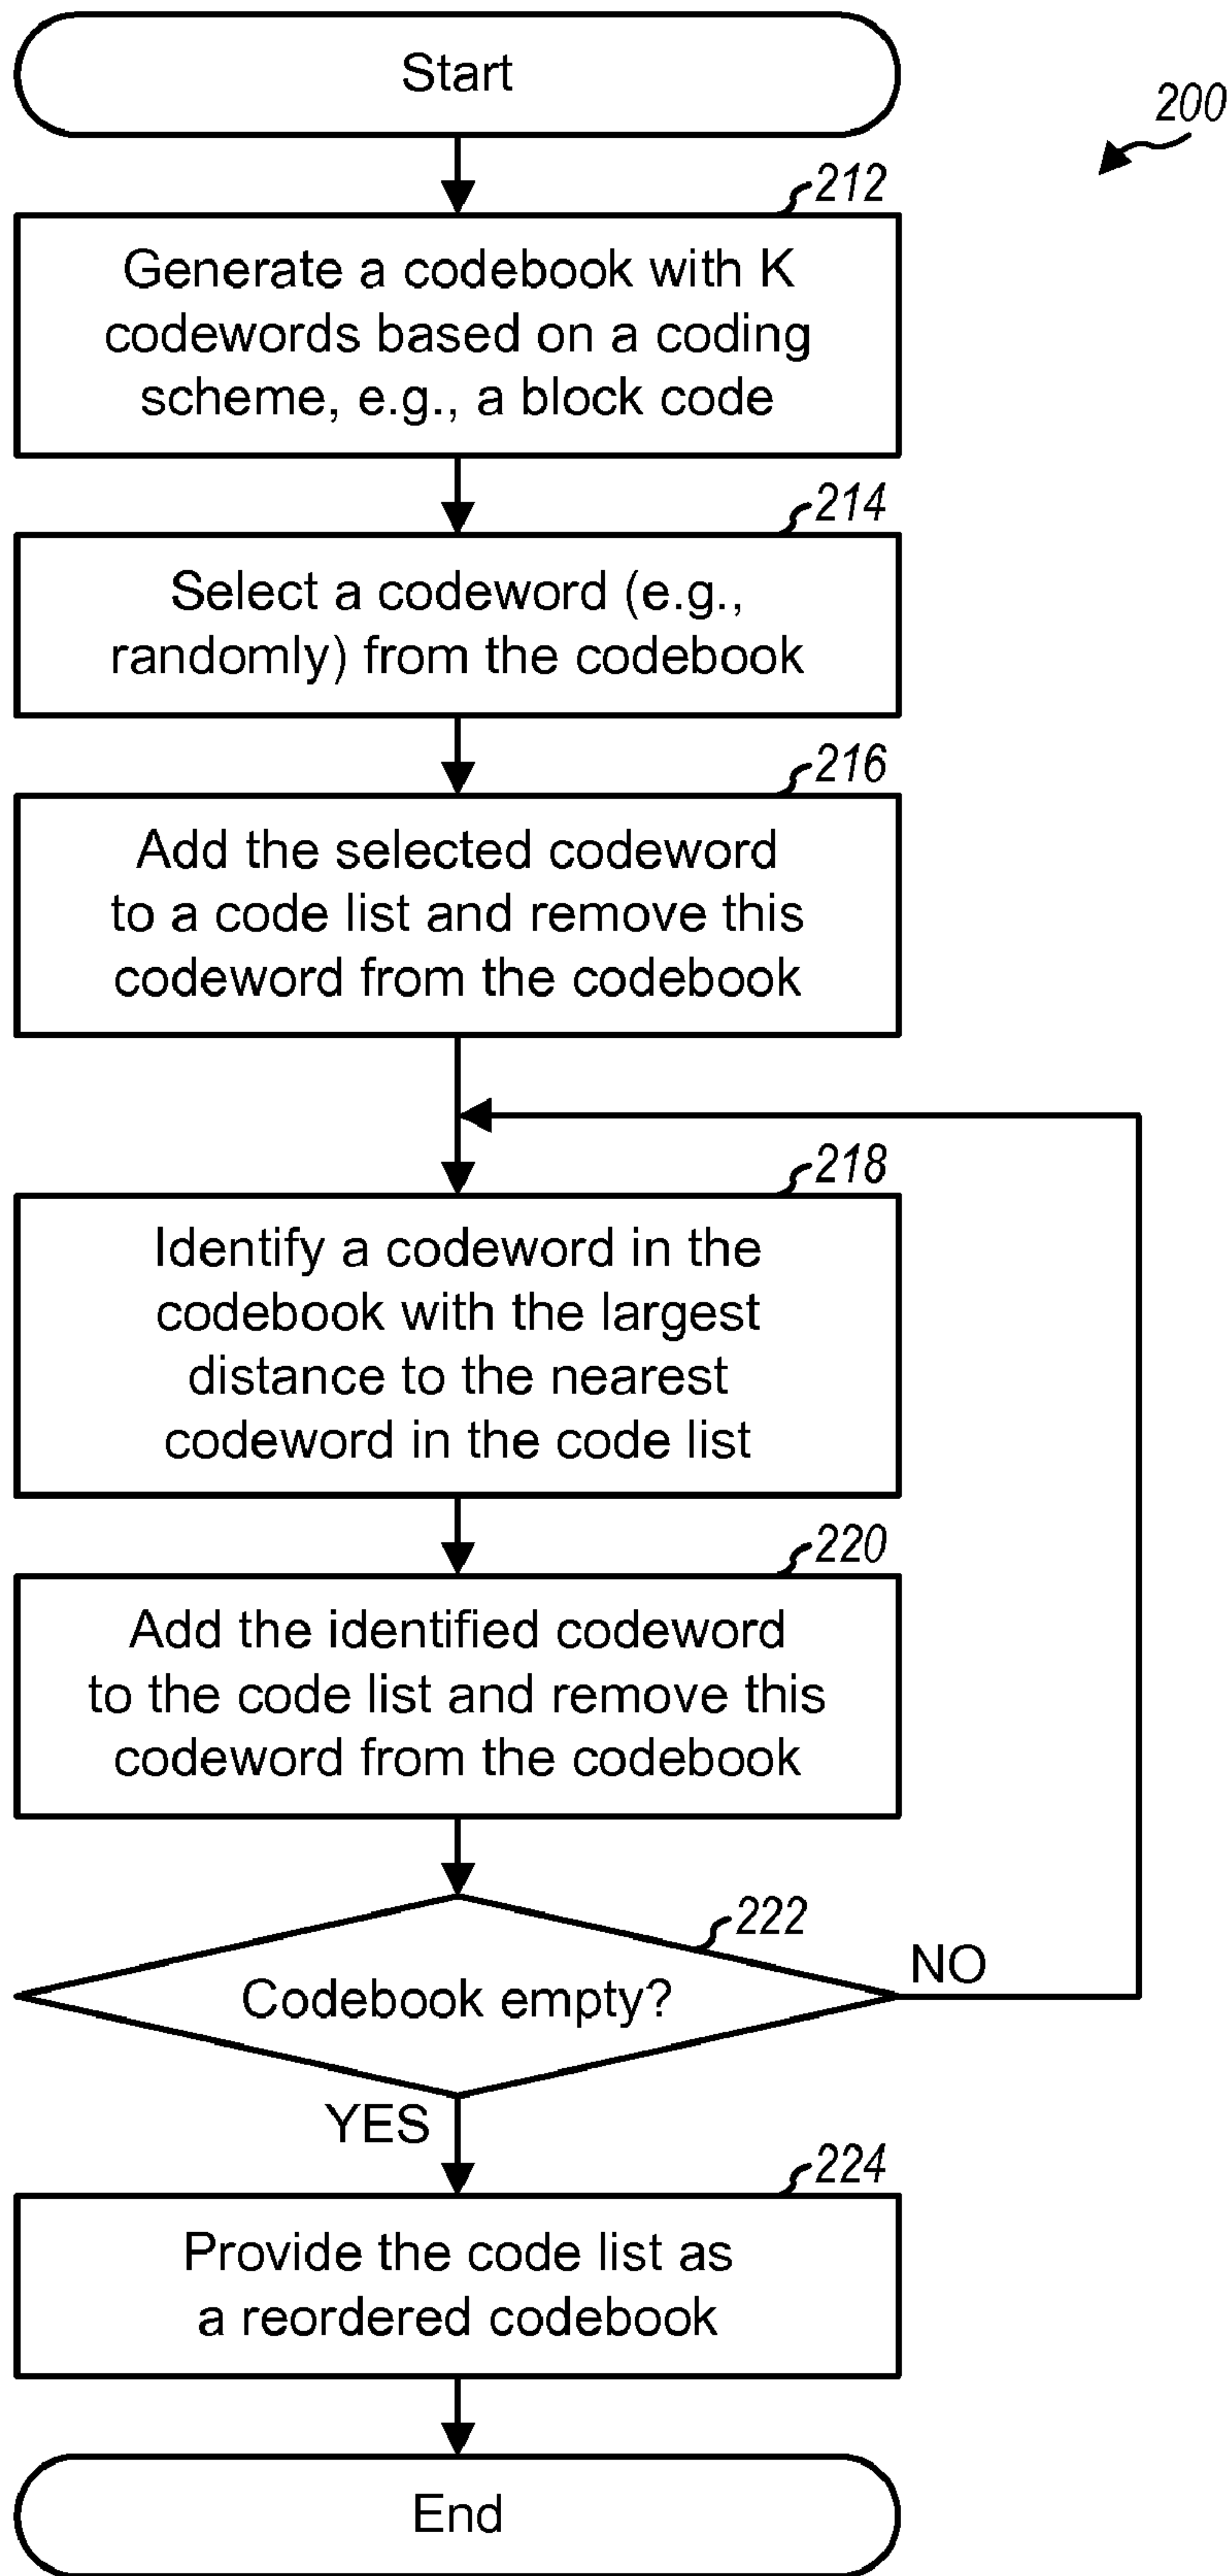 Start
200
212
Generate a codebook with K
codewords based on a coding
scheme, e.g., a block code
214
Select a codeword (e.g.,
randomly) from the codebook
216
Add the selected codeword
to a code list and remove this
codeword from the codebook
218
Identify a codeword in the
codebook with the largest
distance to the nearest
codeword in the code list
220
Add the identified codeword
to the code list and remove this
codeword from the codebook
222
NO
Codebook empty?
YES
224
Provide the code list as
a reordered codebook
End